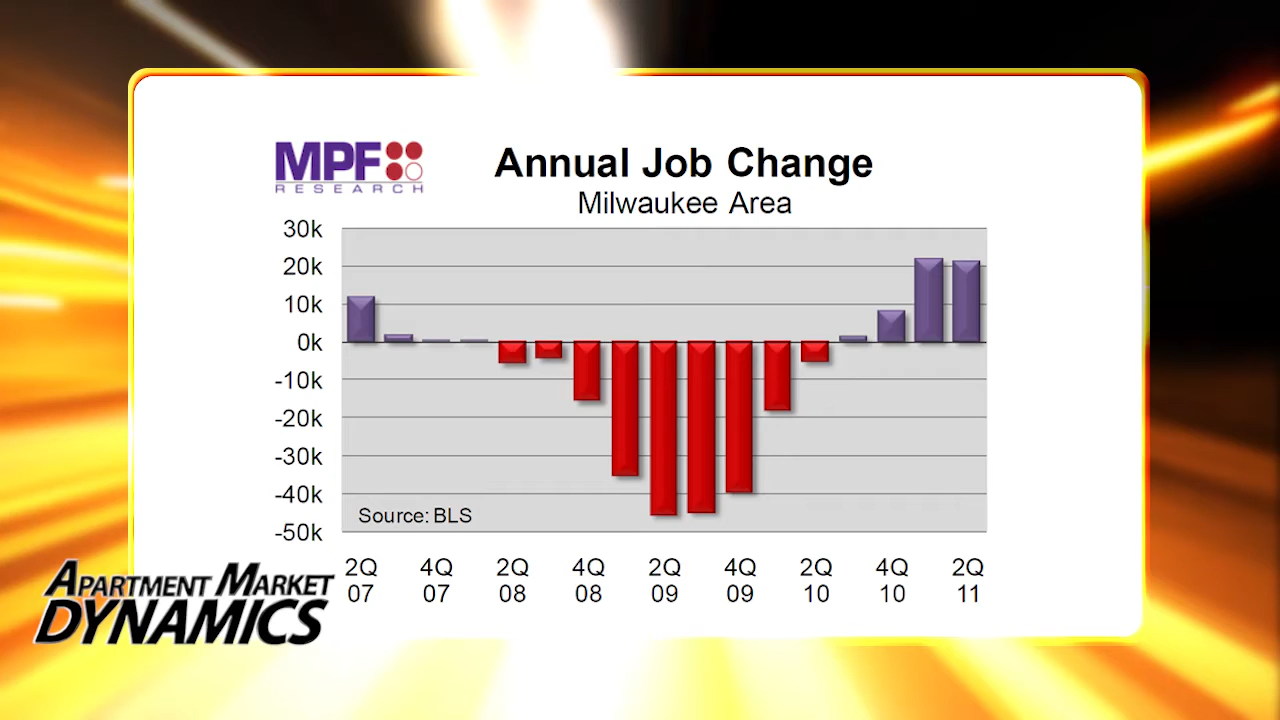 MPF
RESEARCH
Annual Job Change
Milwaukee Area
30k
20k
10k
0k
-10k
-20k
-30k
-40k
-50k
Source: BLS
2Q 4Q 2Q 4Q 2Q 4Q 2Q 4Q 2Q
07 07 08 08 09 09 10 10 11
APARTMENT MARKET
DYNAMICS